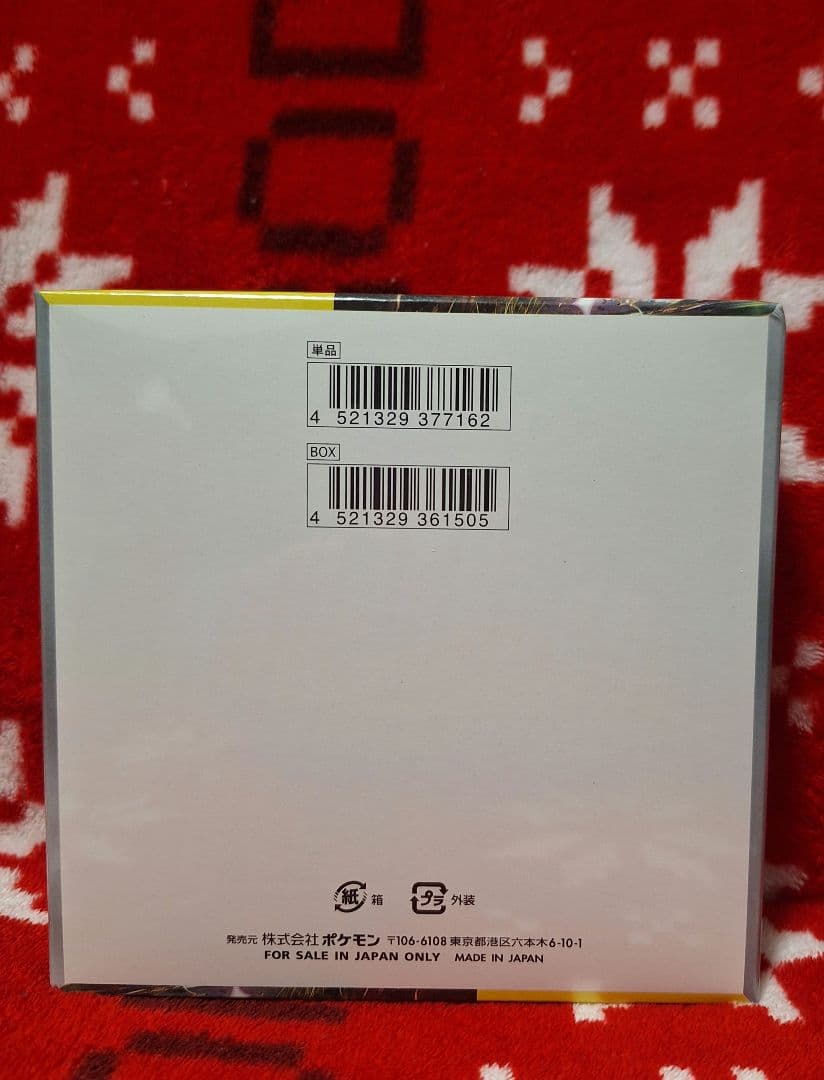 単品
4 521329 377162
BOX
4 521329 361505
紙 箱 プラ 外装
発売元 株式会社 ポケモン 〒106-6108 東京都港区六本木6-10-1
FOR SALE IN JAPAN ONLY MADE IN JAPAN